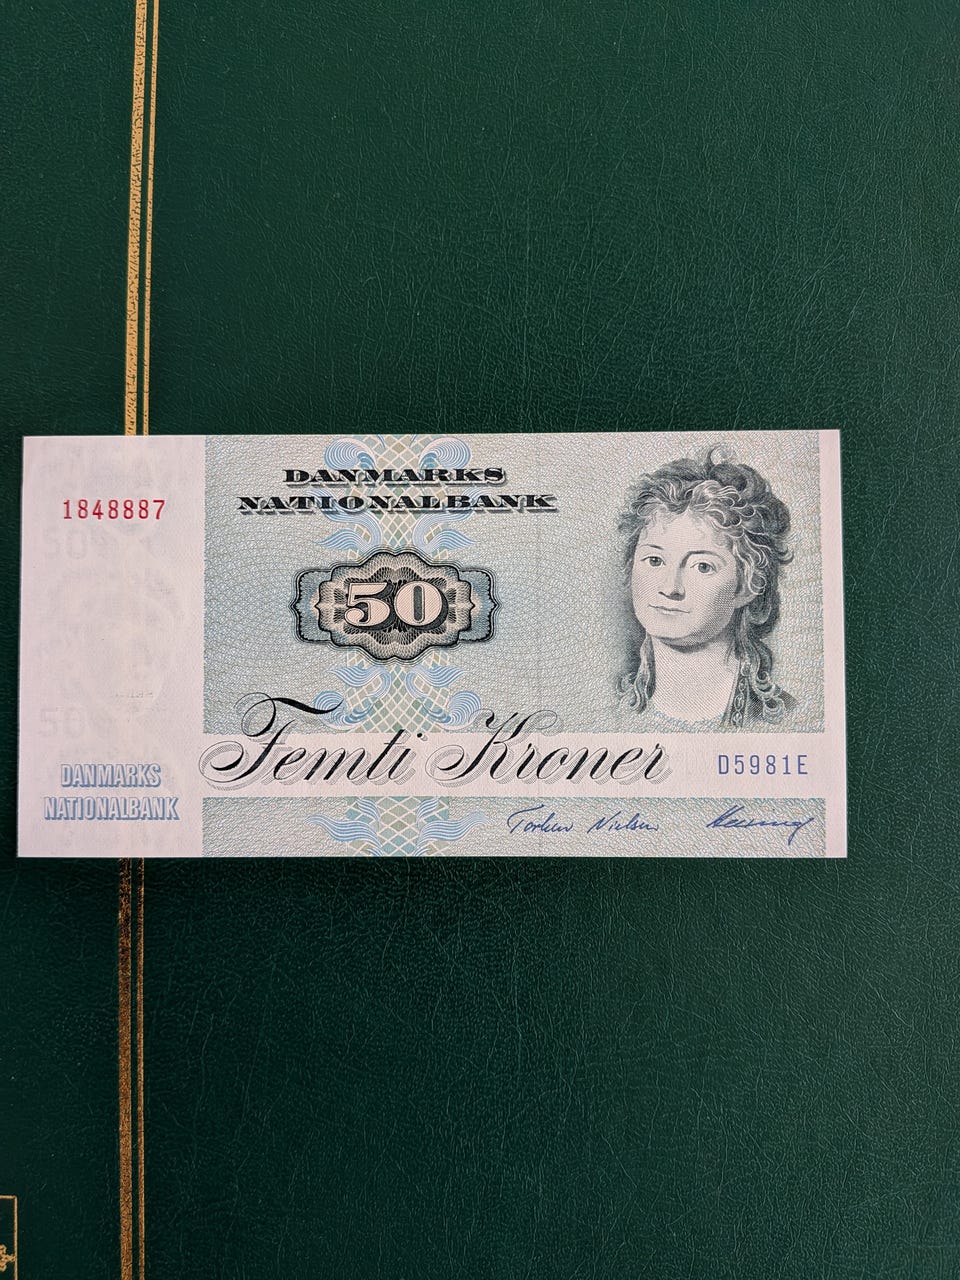 1848887
DANMARKS
NATIONALBANK
50
Femti Kroner
D5981E
DANMARKS
NATIONALBANK
Torben Nielsen